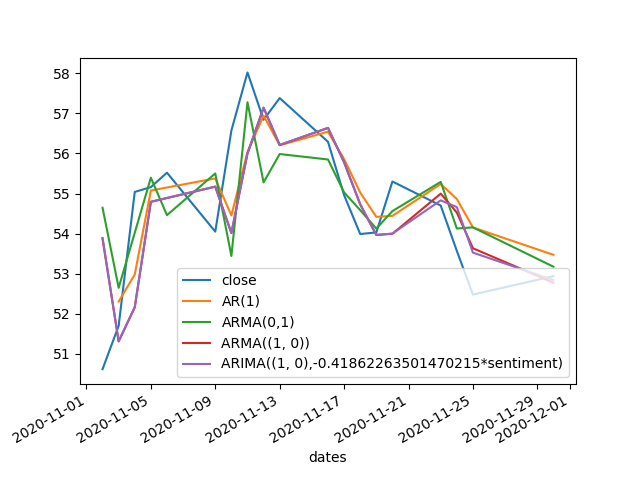 58
57
56
55
54
53
52
51
close
AR(1)
ARMA(0,1)
ARMA((1, 0))
ARIMA((1, 0),-0.41862263501470215*sentiment)
2020-11-01
2020-11-05
2020-11-09
2020-11-13
2020-11-17
2020-11-21
2020-11-25
2020-11-29
2020-12-01
dates